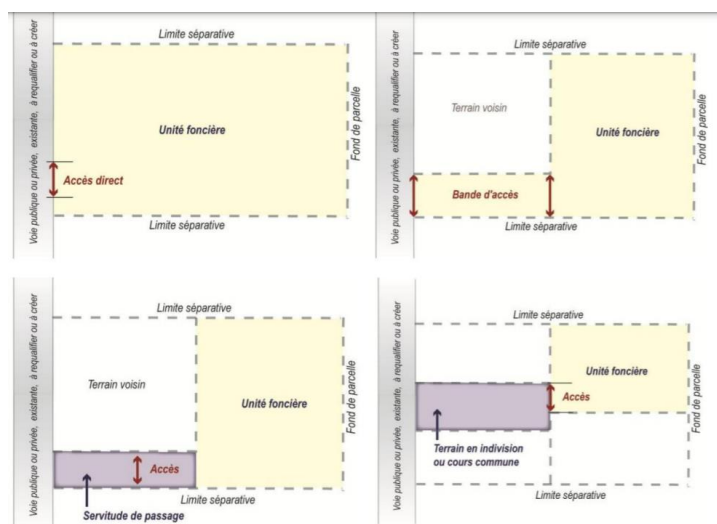 Voie publique ou privée, existante, à requalifier ou à créer
Limite séparative
Unité foncière
Accès direct
Limite séparative
Fond de parcelle
Voie publique ou privée, existante, à requalifier ou à créer
Limite séparative
Terrain voisin
Unité foncière
Bande d'accès
Limite séparative
Fond de parcelle
Voie publique ou privée, existante, à requalifier ou à créer
Limite séparative
Terrain voisin
Unité foncière
Accès
Limite séparative
Servitude de passage
Fond de parcelle
Voie publique ou privée, existante, à requalifier ou à créer
Limite séparative
Unité foncière
Accès
Terrain en indivision
ou cours commune
Limite séparative
Fond de parcelle